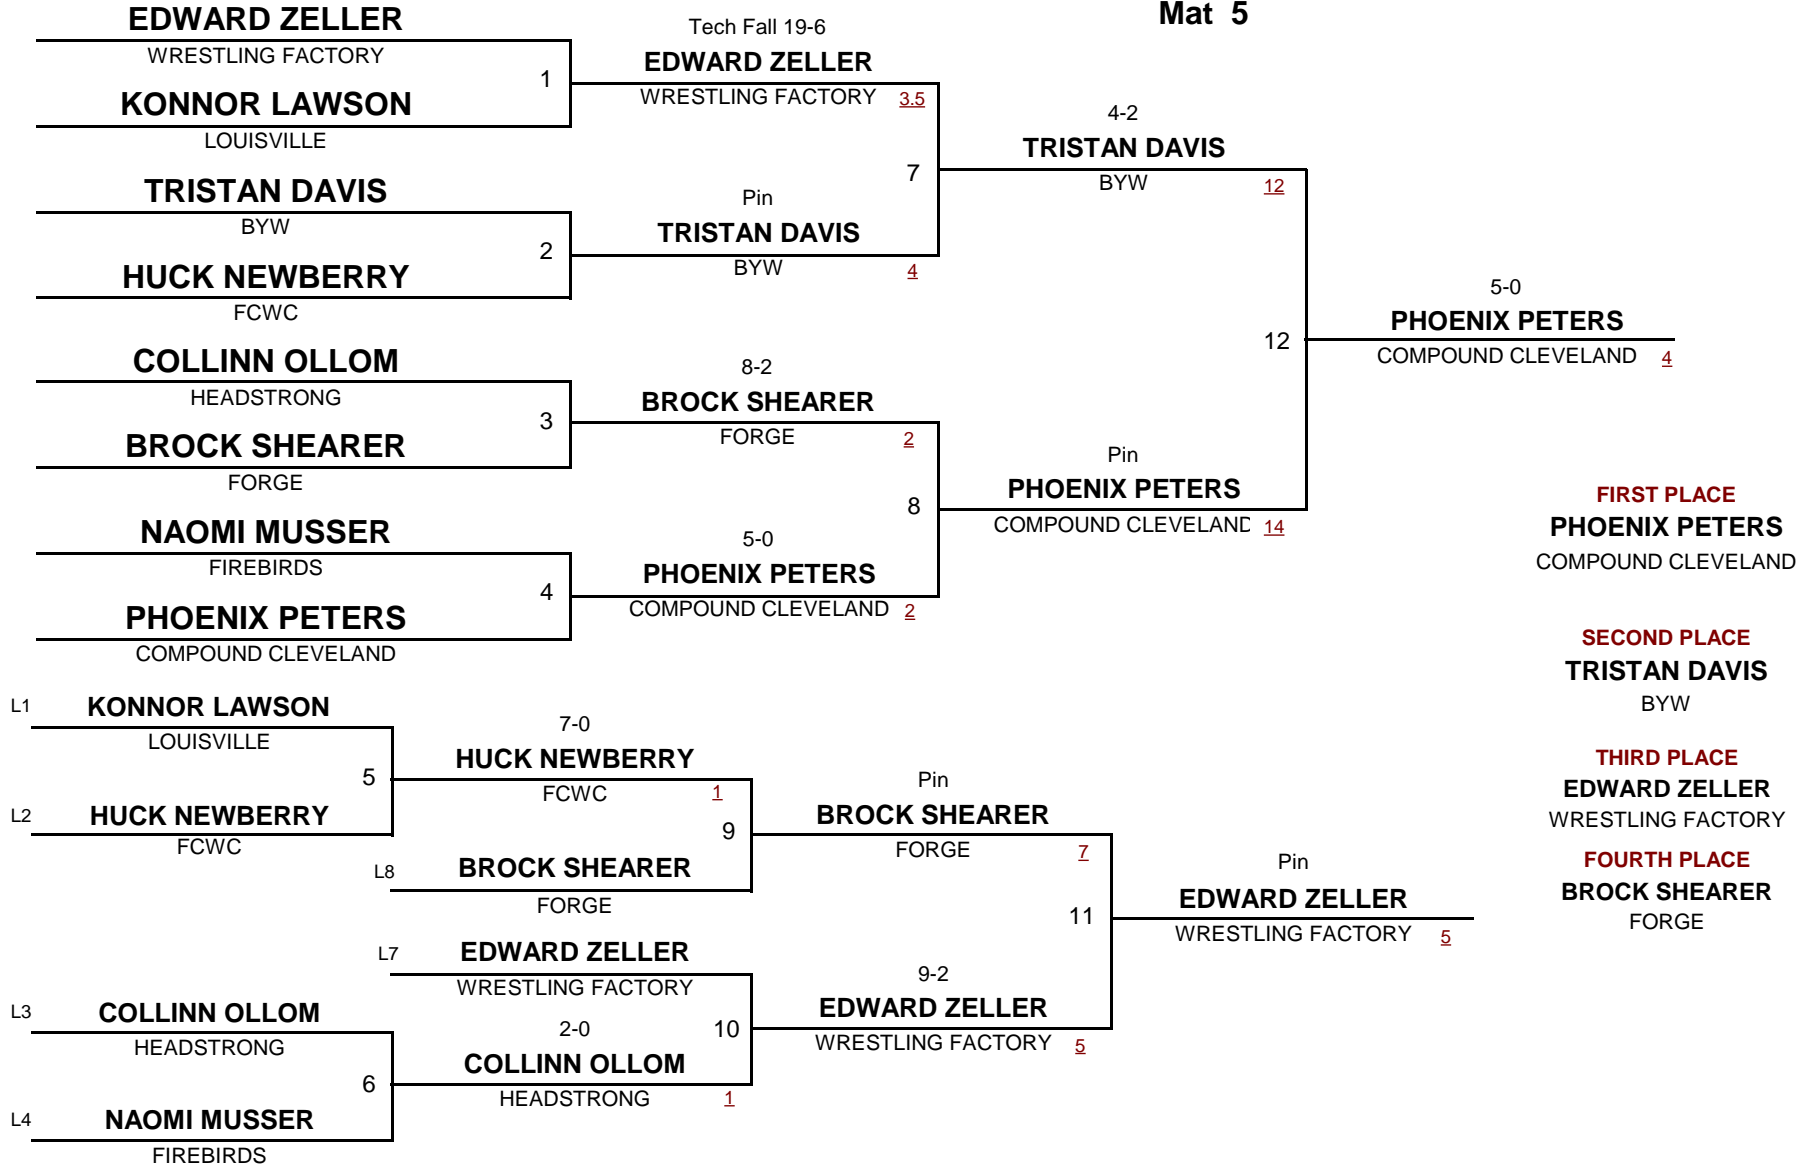 Mat 5
EDWARD ZELLER
WRESTLING FACTORY
1
KONNOR LAWSON
LOUISVILLE
TRISTAN DAVIS
BYW
2
HUCK NEWBERRY
FCWC
COLLINN OLLOM
HEADSTRONG
3
BROCK SHEARER
FORGE
NAOMI MUSSER
FIREBIRDS
4
PHOENIX PETERS
COMPOUND CLEVELAND
Tech Fall 19-6
EDWARD ZELLER
WRESTLING FACTORY 3.5
7
Pin
TRISTAN DAVIS
BYW 4
8-2
BROCK SHEARER
FORGE 2
8
5-0
PHOENIX PETERS
COMPOUND CLEVELAND 2
4-2
TRISTAN DAVIS
BYW 12
12
Pin
PHOENIX PETERS
COMPOUND CLEVELAND 14
5-0
PHOENIX PETERS
COMPOUND CLEVELAND 4
L1 KONNOR LAWSON
LOUISVILLE
5
L2 HUCK NEWBERRY
FCWC
L3 COLLINN OLLOM
HEADSTRONG
6
L4 NAOMI MUSSER
FIREBIRDS
7-0
HUCK NEWBERRY
FCWC 1
9
L8 BROCK SHEARER
FORGE
L7 EDWARD ZELLER
WRESTLING FACTORY
10
2-0
COLLINN OLLOM
HEADSTRONG 1
Pin
BROCK SHEARER
FORGE 7
11
9-2
EDWARD ZELLER
WRESTLING FACTORY 5
Pin
EDWARD ZELLER
WRESTLING FACTORY 5
FIRST PLACE
PHOENIX PETERS
COMPOUND CLEVELAND
SECOND PLACE
TRISTAN DAVIS
BYW
THIRD PLACE
EDWARD ZELLER
WRESTLING FACTORY
FOURTH PLACE
BROCK SHEARER
FORGE